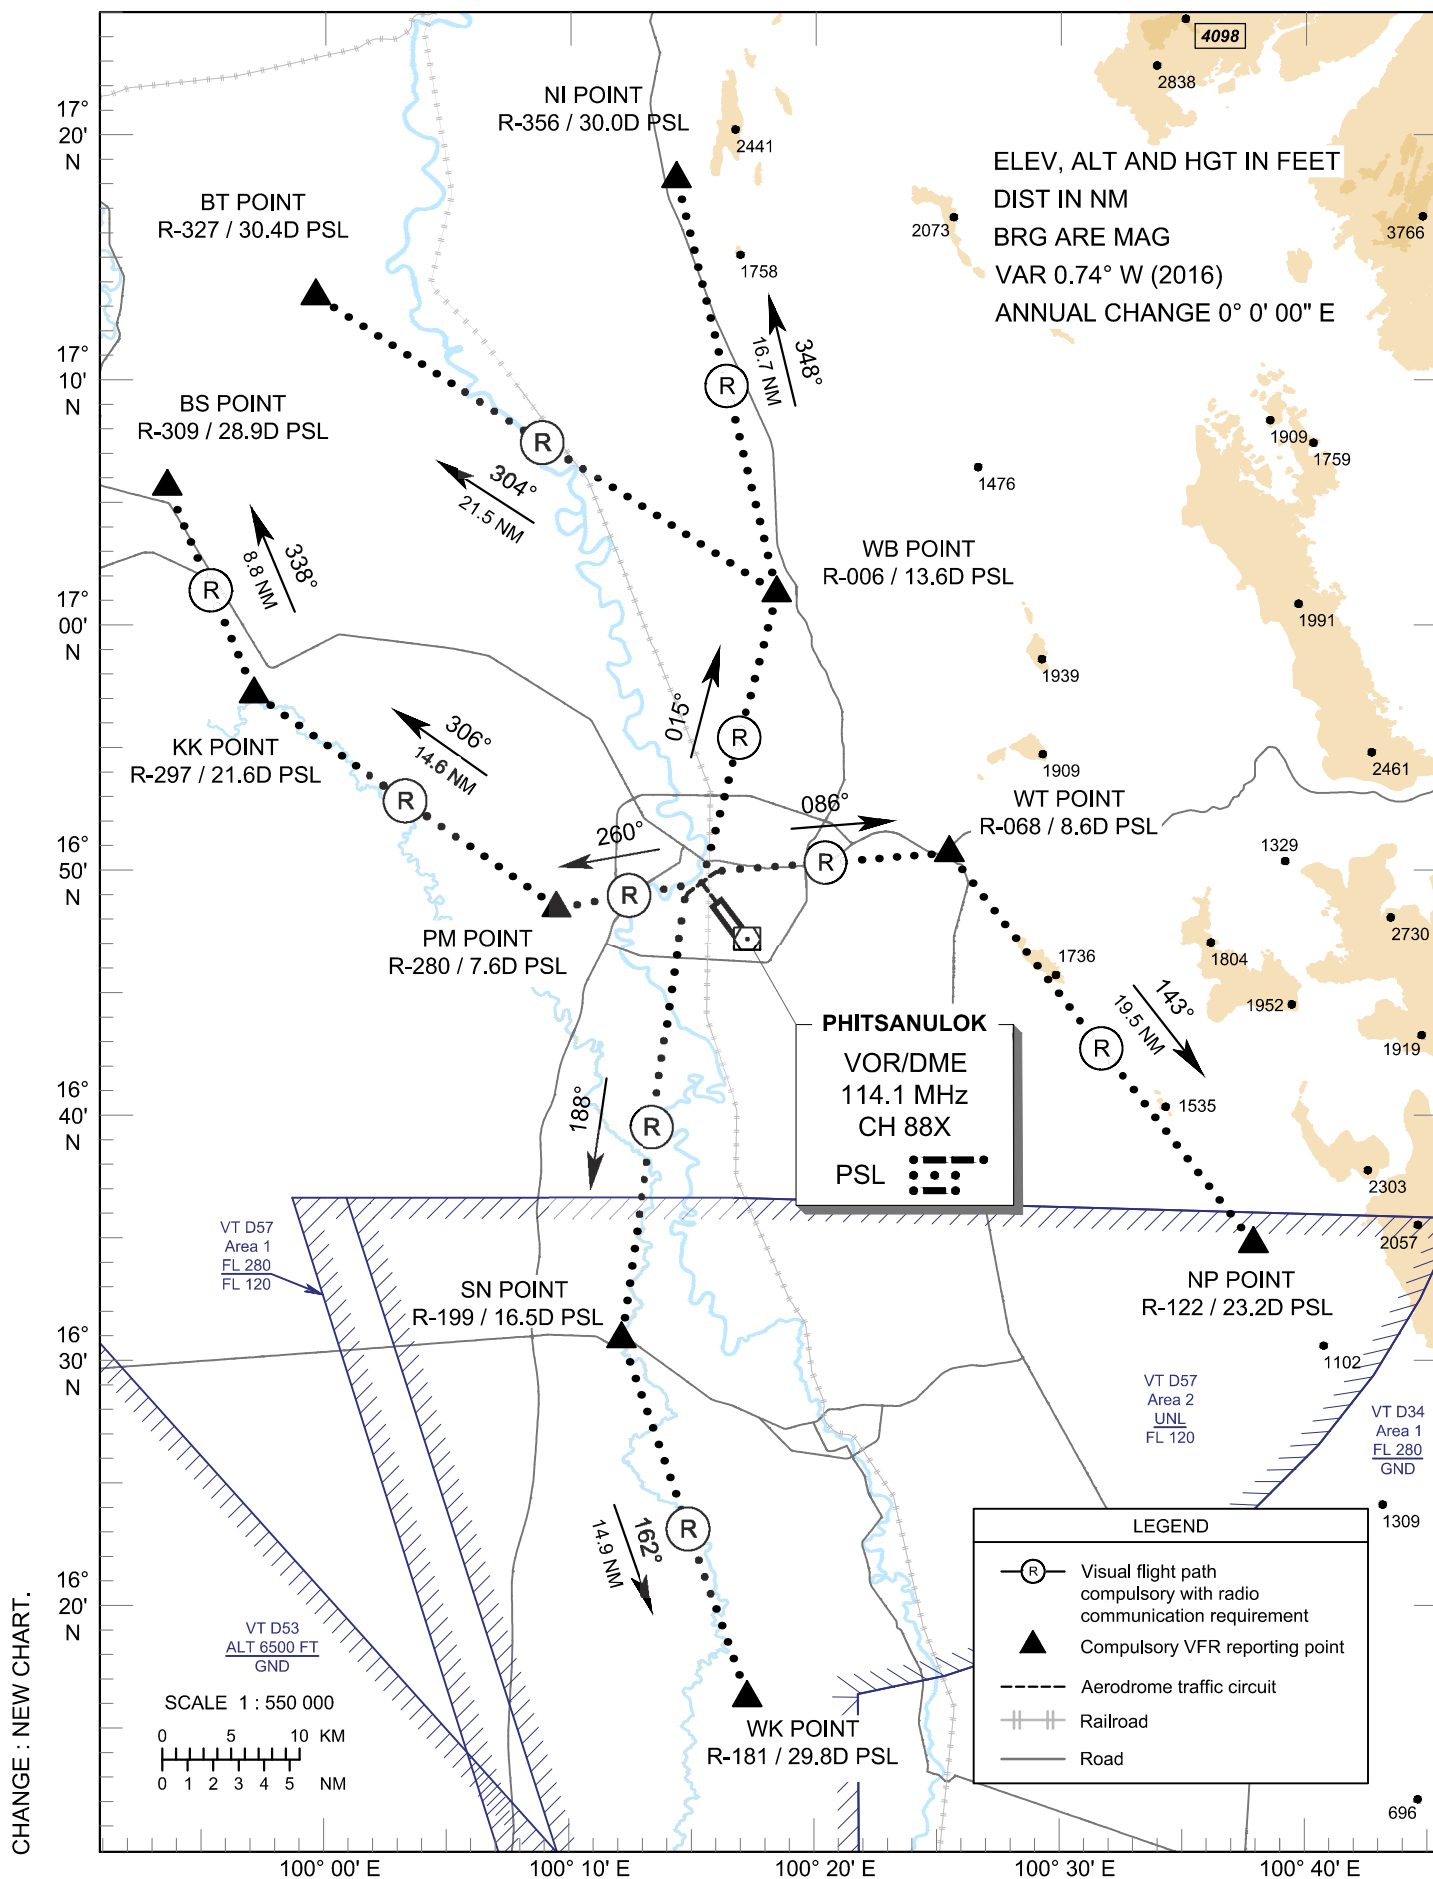 4098
2838
17°
20'
N
NI POINT
R-356 / 30.0D PSL
2441
ELEV, ALT AND HGT IN FEET
DIST IN NM
BRG ARE MAG
VAR 0.74° W (2016)
ANNUAL CHANGE 0° 0' 00" E
BT POINT
R-327 / 30.4D PSL
2073
3766
1758
17°
10'
N
R
348°
16.7 NM
BS POINT
R-309 / 28.9D PSL
R
304°
21.5 NM
1909
1759
1476
338°
8.8 NM
R
WB POINT
R-006 / 13.6D PSL
17°
00'
N
1991
1939
015°
R
306°
14.6 NM
KK POINT
R-297 / 21.6D PSL
1909
2461
R
086°
WT POINT
R-068 / 8.6D PSL
260°
16°
50'
N
R
R
1329
PM POINT
R-280 / 7.6D PSL
1736
1804
2730
1952
143°
19.5 NM
PHITSANULOK
VOR/DME
114.1 MHz
CH 88X
PSL
R
1919
16°
40'
N
188°
R
1535
2303
VT D57
Area 1
FL 280
FL 120
2057
SN POINT
R-199 / 16.5D PSL
NP POINT
R-122 / 23.2D PSL
16°
30'
N
1102
VT D57
Area 2
UNL
FL 120
VT D34
Area 1
FL 280
GND
1309
162°
14.9 NM
R
16°
20'
N
LEGEND
R
Visual flight path
compulsory with radio
communication requirement
Compulsory VFR reporting point
Aerodrome traffic circuit
Railroad
Road
VT D53
ALT 6500 FT
GND
SCALE 1 : 550 000
0 5 10 KM
0 1 2 3 4 5 NM
WK POINT
R-181 / 29.8D PSL
696
CHANGE : NEW CHART.
100° 00' E
100° 10' E
100° 20' E
100° 30' E
100° 40' E